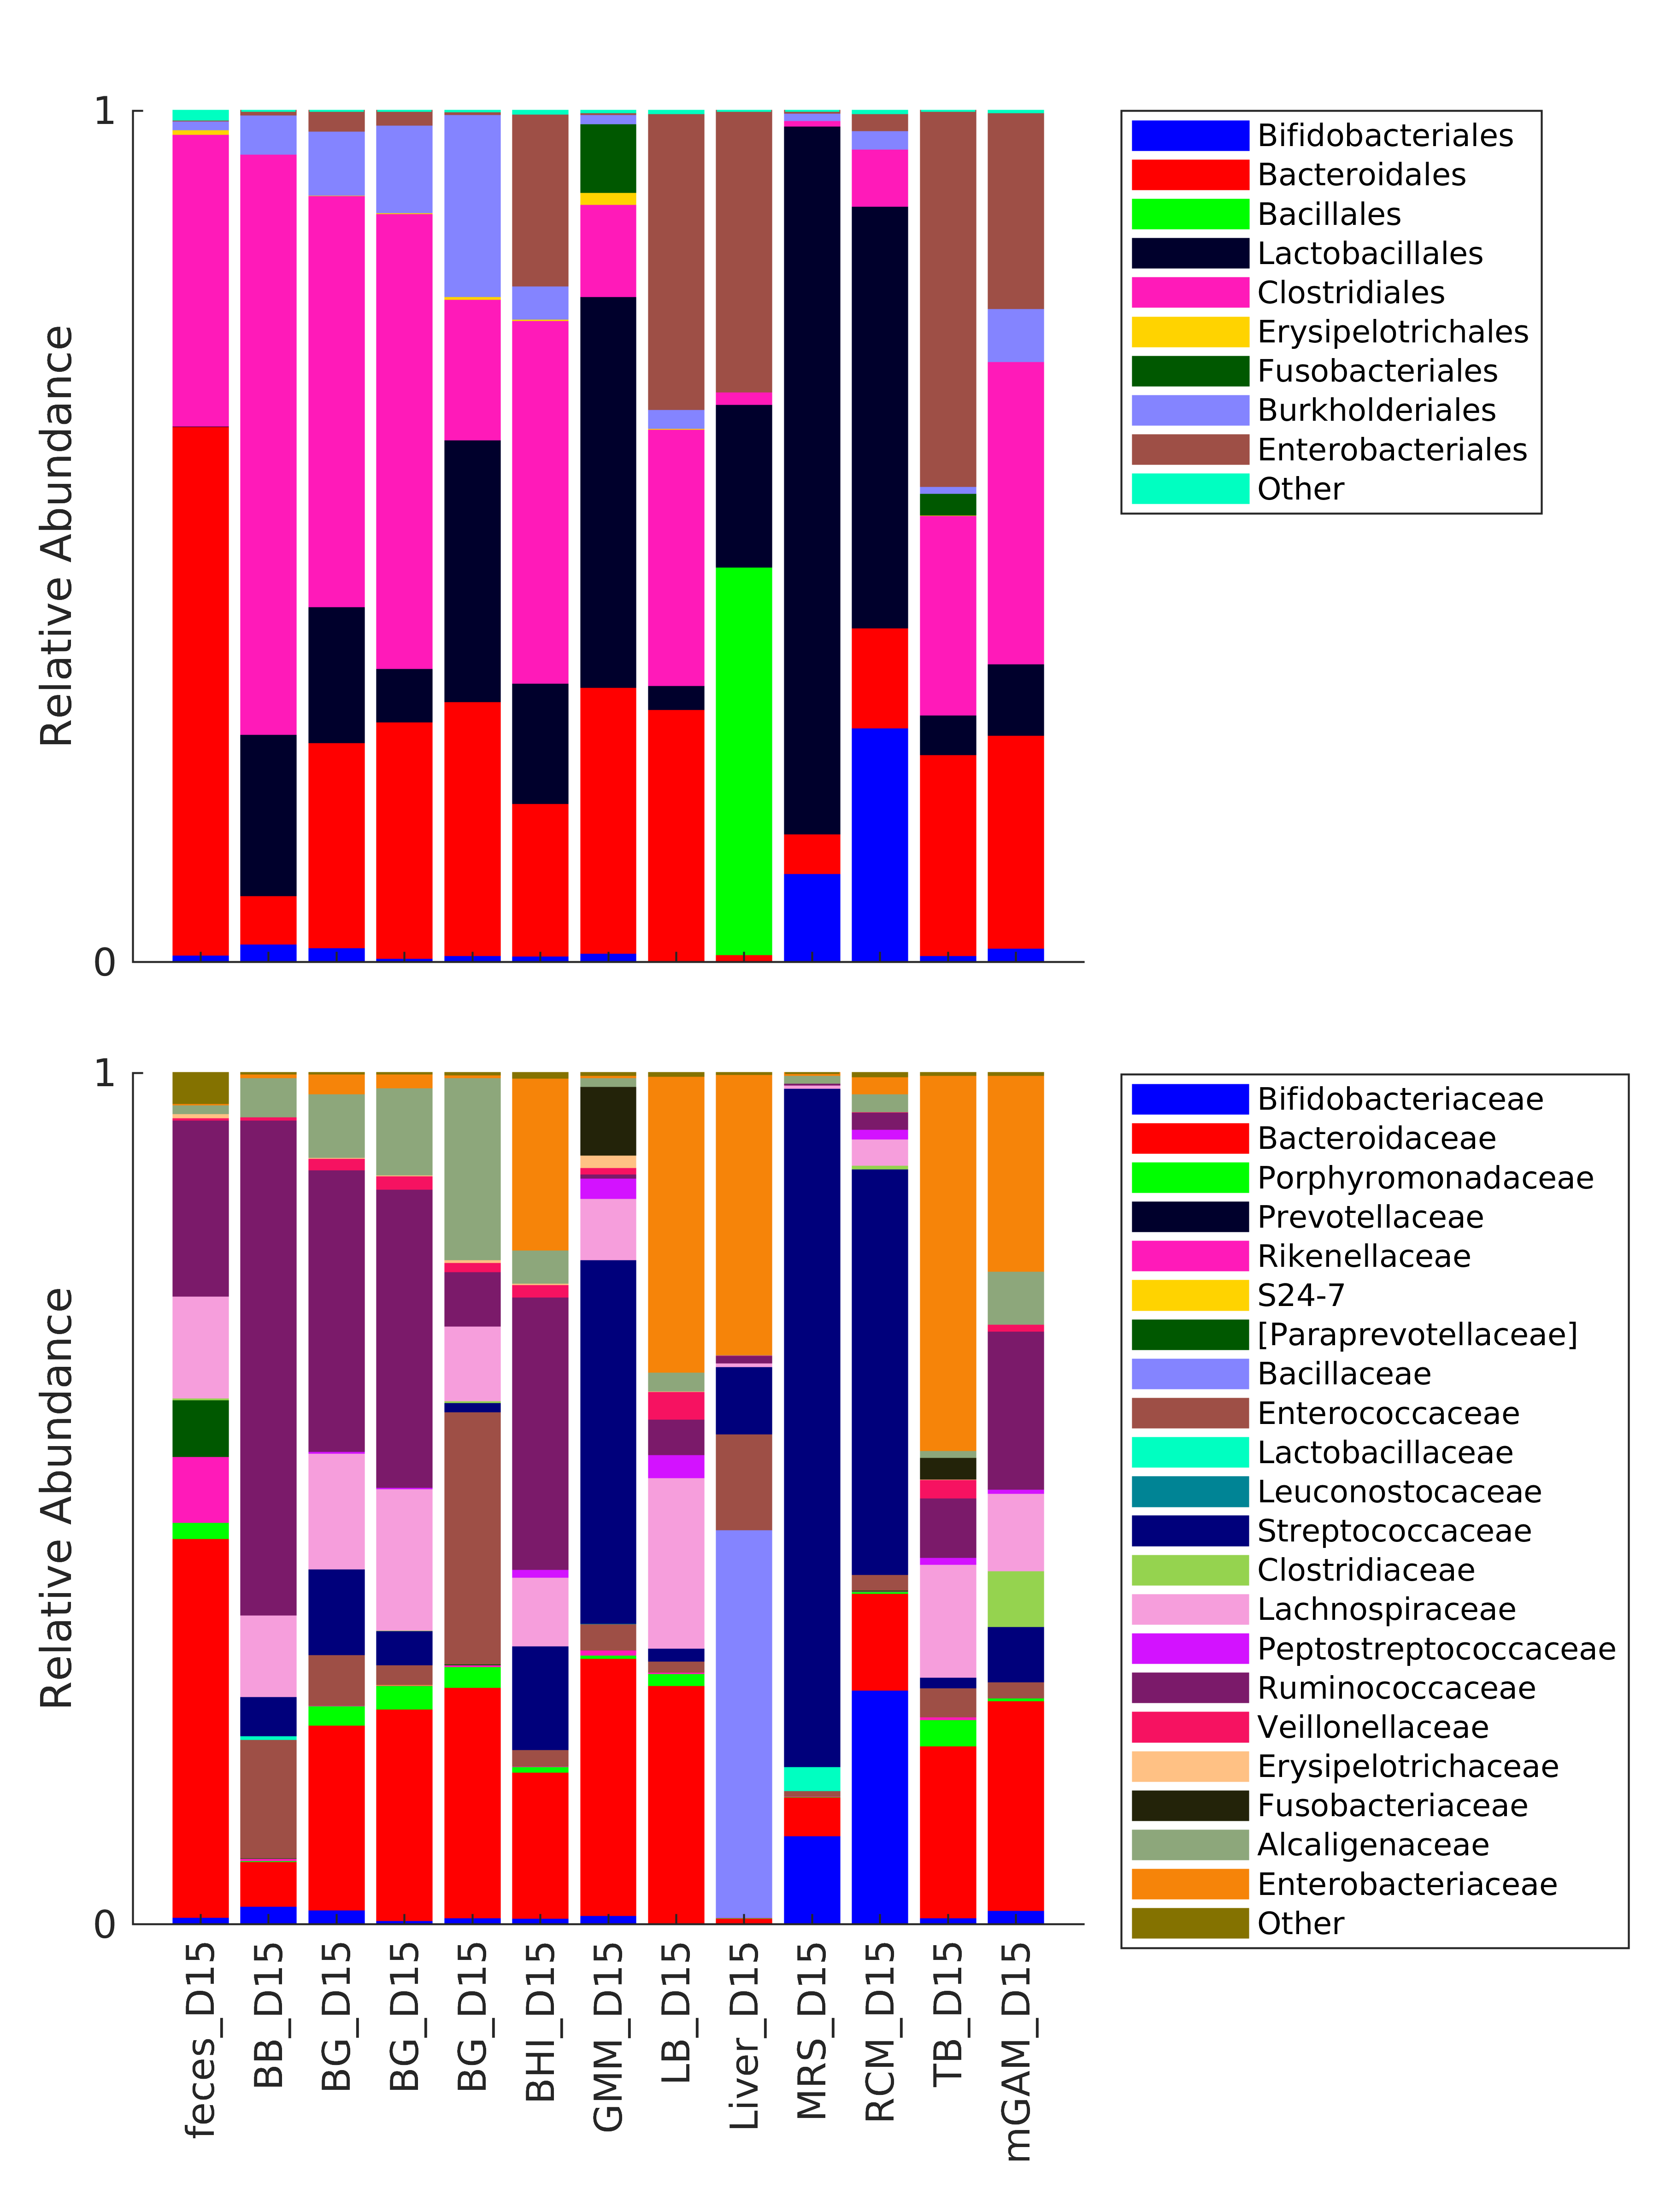 1
0
Relative Abundance
Bifidobacteriales
Bacteroidales
Bacillales
Lactobacillales
Clostridiales
Erysipelotrichales
Fusobacteriales
Burkholderiales
Enterobacteriales
Other
1
0
Relative Abundance
Bifidobacteriaceae
Bacteroidaceae
Porphyromonadaceae
Prevotellaceae
Rikenellaceae
S24-7
[Paraprevotellaceae]
Bacillaceae
Enterococcaceae
Lactobacillaceae
Leuconostocaceae
Streptococcaceae
Clostridiaceae
Lachnospiraceae
Peptostreptococcaceae
Ruminococcaceae
Veillonellaceae
Erysipelotrichaceae
Fusobacteriaceae
Alcaligenaceae
Enterobacteriaceae
Other
feces_D15
BB_D15
BG_D15
BG_D15
BG_D15
BHI_D15
GMM_D15
LB_D15
Liver_D15
MRS_D15
RCM_D15
TB_D15
mGAM_D15